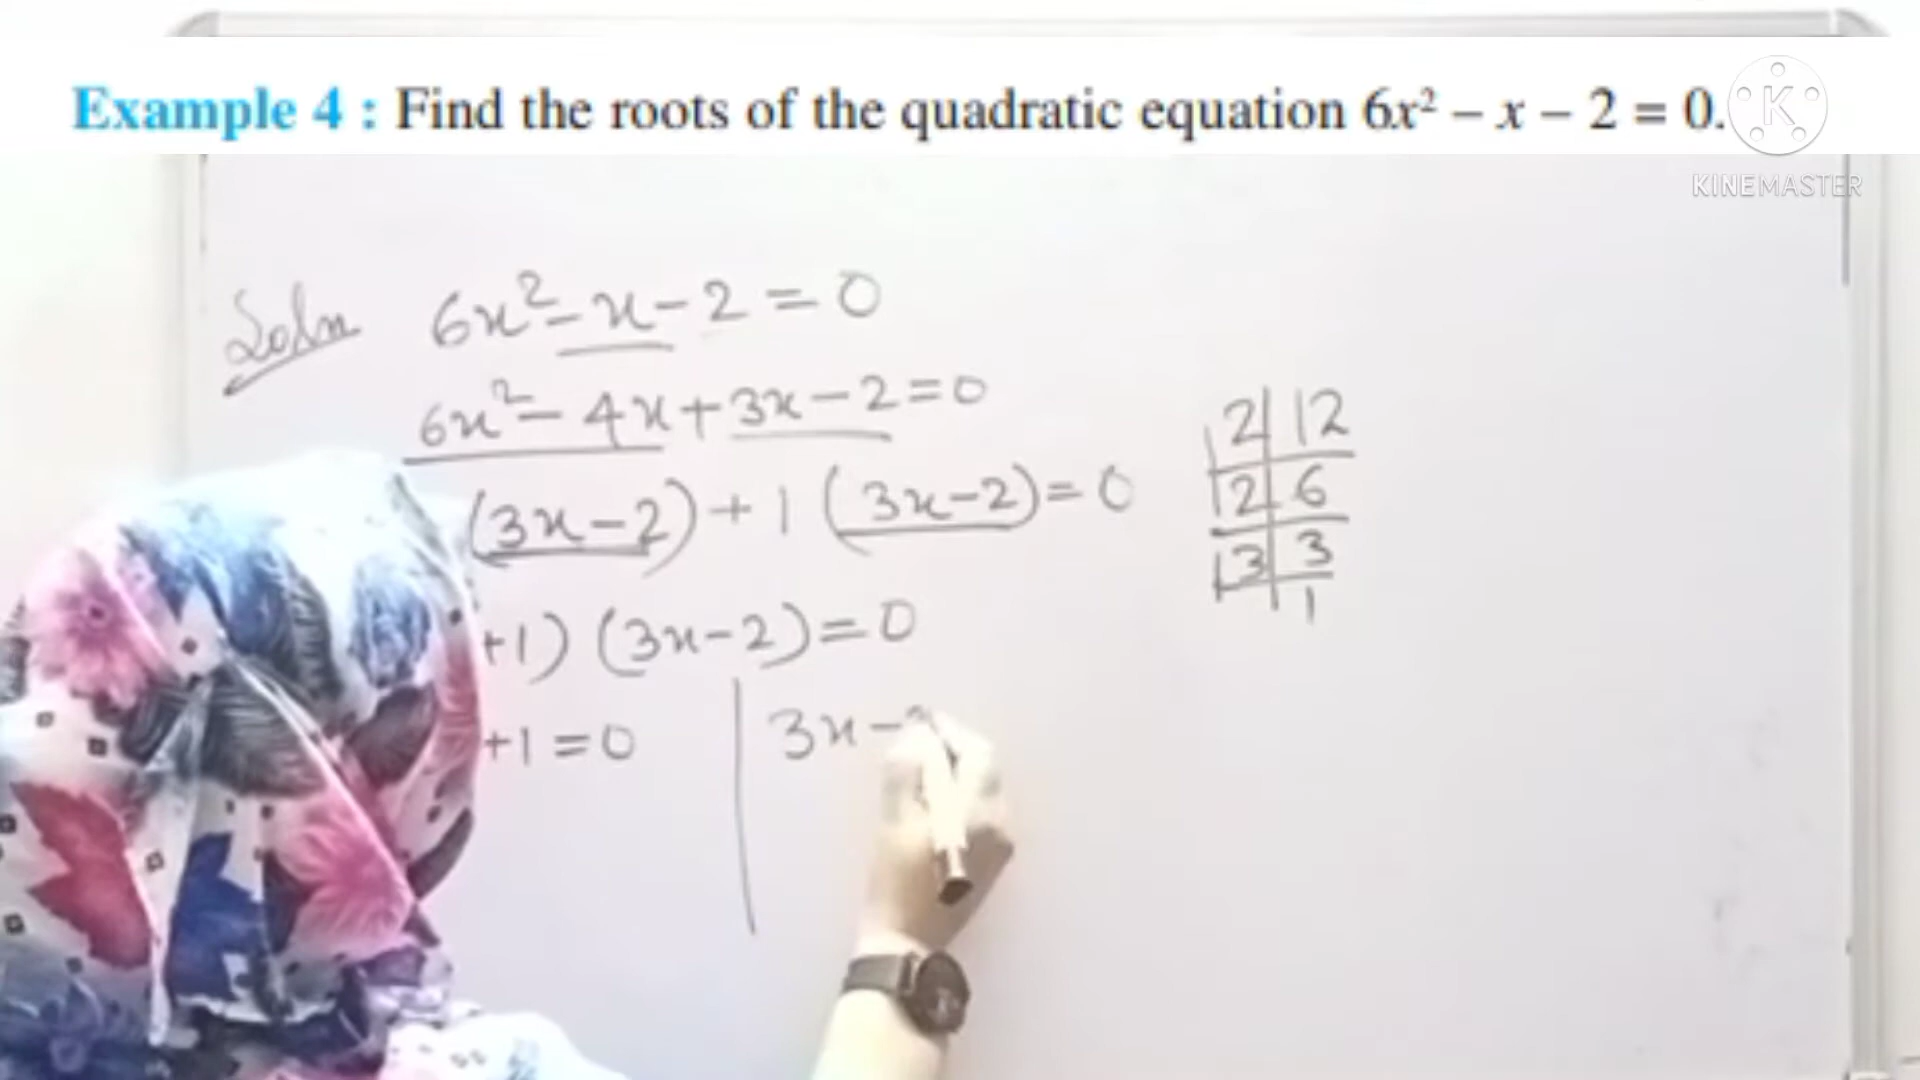 Example 4 : Find the roots of the quadratic equation 6x² – x – 2 = 0.
KINEMASTER
Soln 6x² - x - 2 = 0
6x² - 4x + 3x - 2 = 0
(3x - 2) + 1 (3x - 2) = 0
+1) (3x - 2) = 0
+1 = 0 | 3x -
2 | 12
2 | 6
3 | 3
1